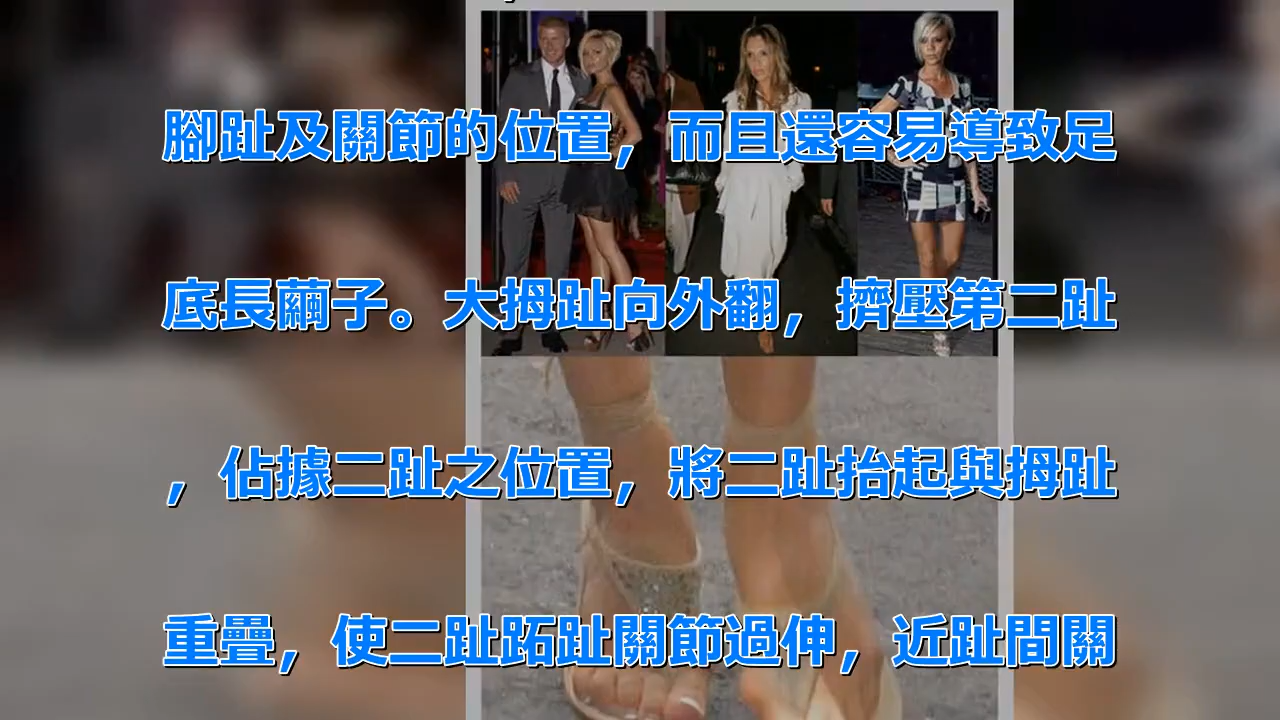 腳趾及關節的位置，而且還容易導致足
底長繭子。大拇趾向外翻，擠壓第二趾
，佔據二趾之位置，將二趾抬起與拇趾
重疊，使二趾跖趾關節過伸，近趾間關